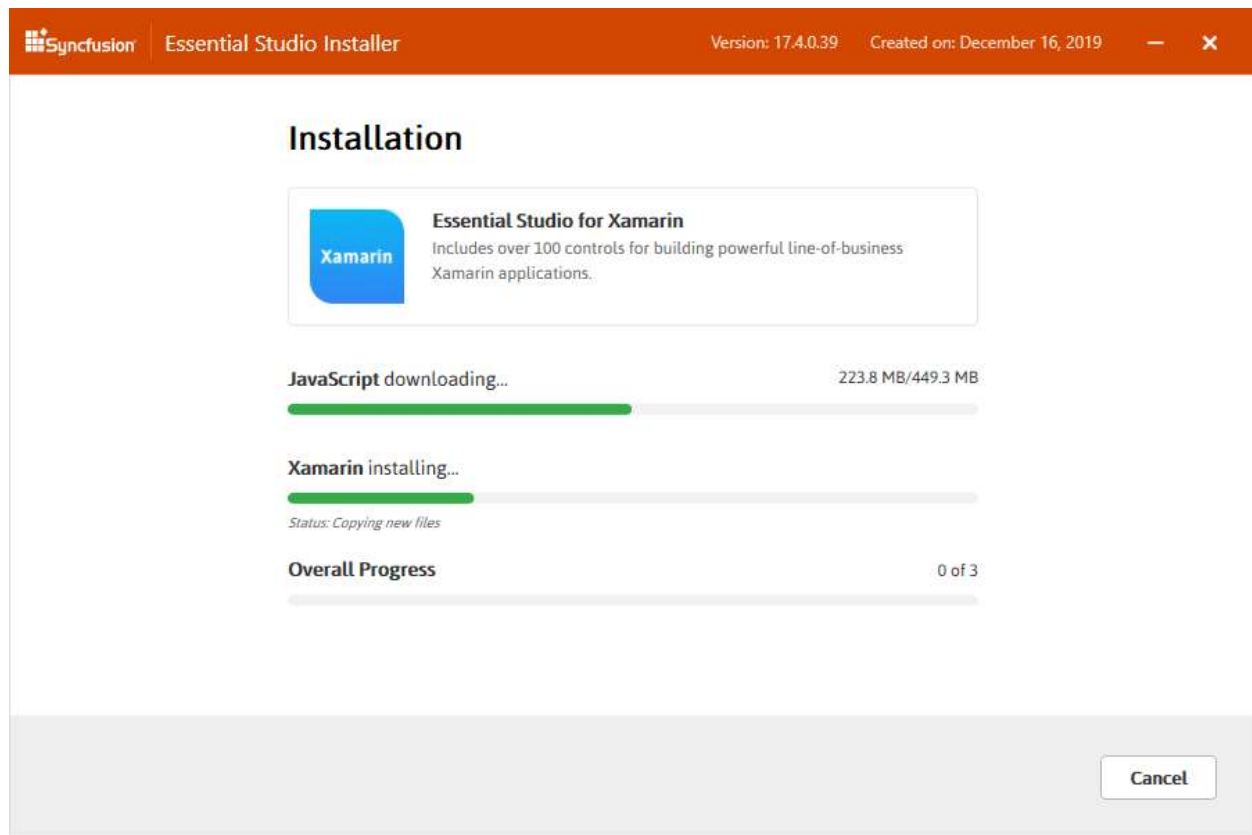 Syncfusion Essential Studio Installer Version: 17.4.0.39 Created on: December 16, 2019
Installation
Xamarin
Essential Studio for Xamarin
Includes over 100 controls for building powerful line-of-business
Xamarin applications.
JavaScript downloading... 223.8 MB/449.3 MB
Xamarin installing...
Status: Copying new files
Overall Progress 0 of 3
Cancel